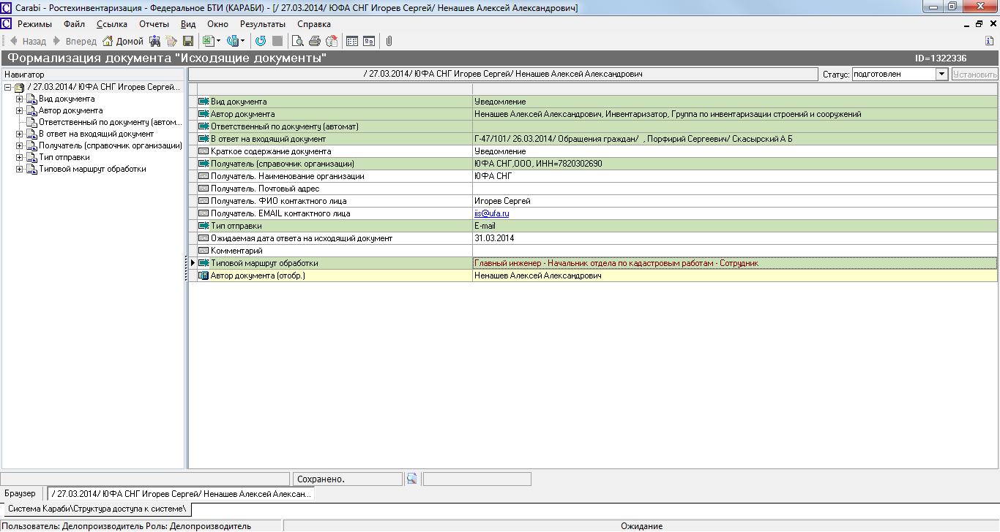 Carabi - Ростехинвентаризация - Федеральное БТИ (КАРАБИ) - [/ 27.03.2014/ ЮФА СНГ Игорев Сергей/ Ненашев Алексей Александрович]
Режимы Файл Ссылка Отчеты Вид Окно Результаты Справка
Назад Вперед Домой
Формализация документа "Исходящие документы" ID=1322336
Навигатор
/ 27.03.2014/ ЮФА СНГ Игорев Сергей/ Ненашев Алексей Александрович Статус: подготовлен Установить
/ 27.03.2014/ ЮФА СНГ Игорев Сергей...
Вид документа
Автор документа
Ответственный по документу (автом...
В ответ на входящий документ
Получатель (справочник организации)
Тип отправки
Типовой маршрут обработки
Вид документа Уведомление
Автор документа Ненашев Алексей Александрович, Инвентаризатор, Группа по инвентаризации строений и сооружений
Ответственный по документу (автомат)
В ответ на входящий документ Г-47/101/ 26.03.2014/ Обращения граждан/ , Порфирий Сергеевич/ Скасырский А Б
Краткое содержание документа Уведомление
Получатель (справочник организации) ЮФА СНГ,ООО, ИНН=7820302690
Получатель. Наименование организации ЮФА СНГ
Получатель. Почтовый адрес
Получатель. ФИО контактного лица Игорев Сергей
Получатель. EMAIL контактного лица iis@ufa.ru
Тип отправки E-mail
Ожидаемая дата ответа на исходящий документ 31.03.2014
Комментарий
Типовой маршрут обработки Главный инженер - Начальник отдела по кадастровым работам - Сотрудник
Автор документа (отобр.) Ненашев Алексей Александрович
Сохранено.
Браузер / 27.03.2014/ ЮФА СНГ Игорев Сергей/ Ненашев Алексей Алексан...
Система Караби\Структура доступа к системе\
Пользователь: Делопроизводитель Роль: Делопроизводитель Ожидание